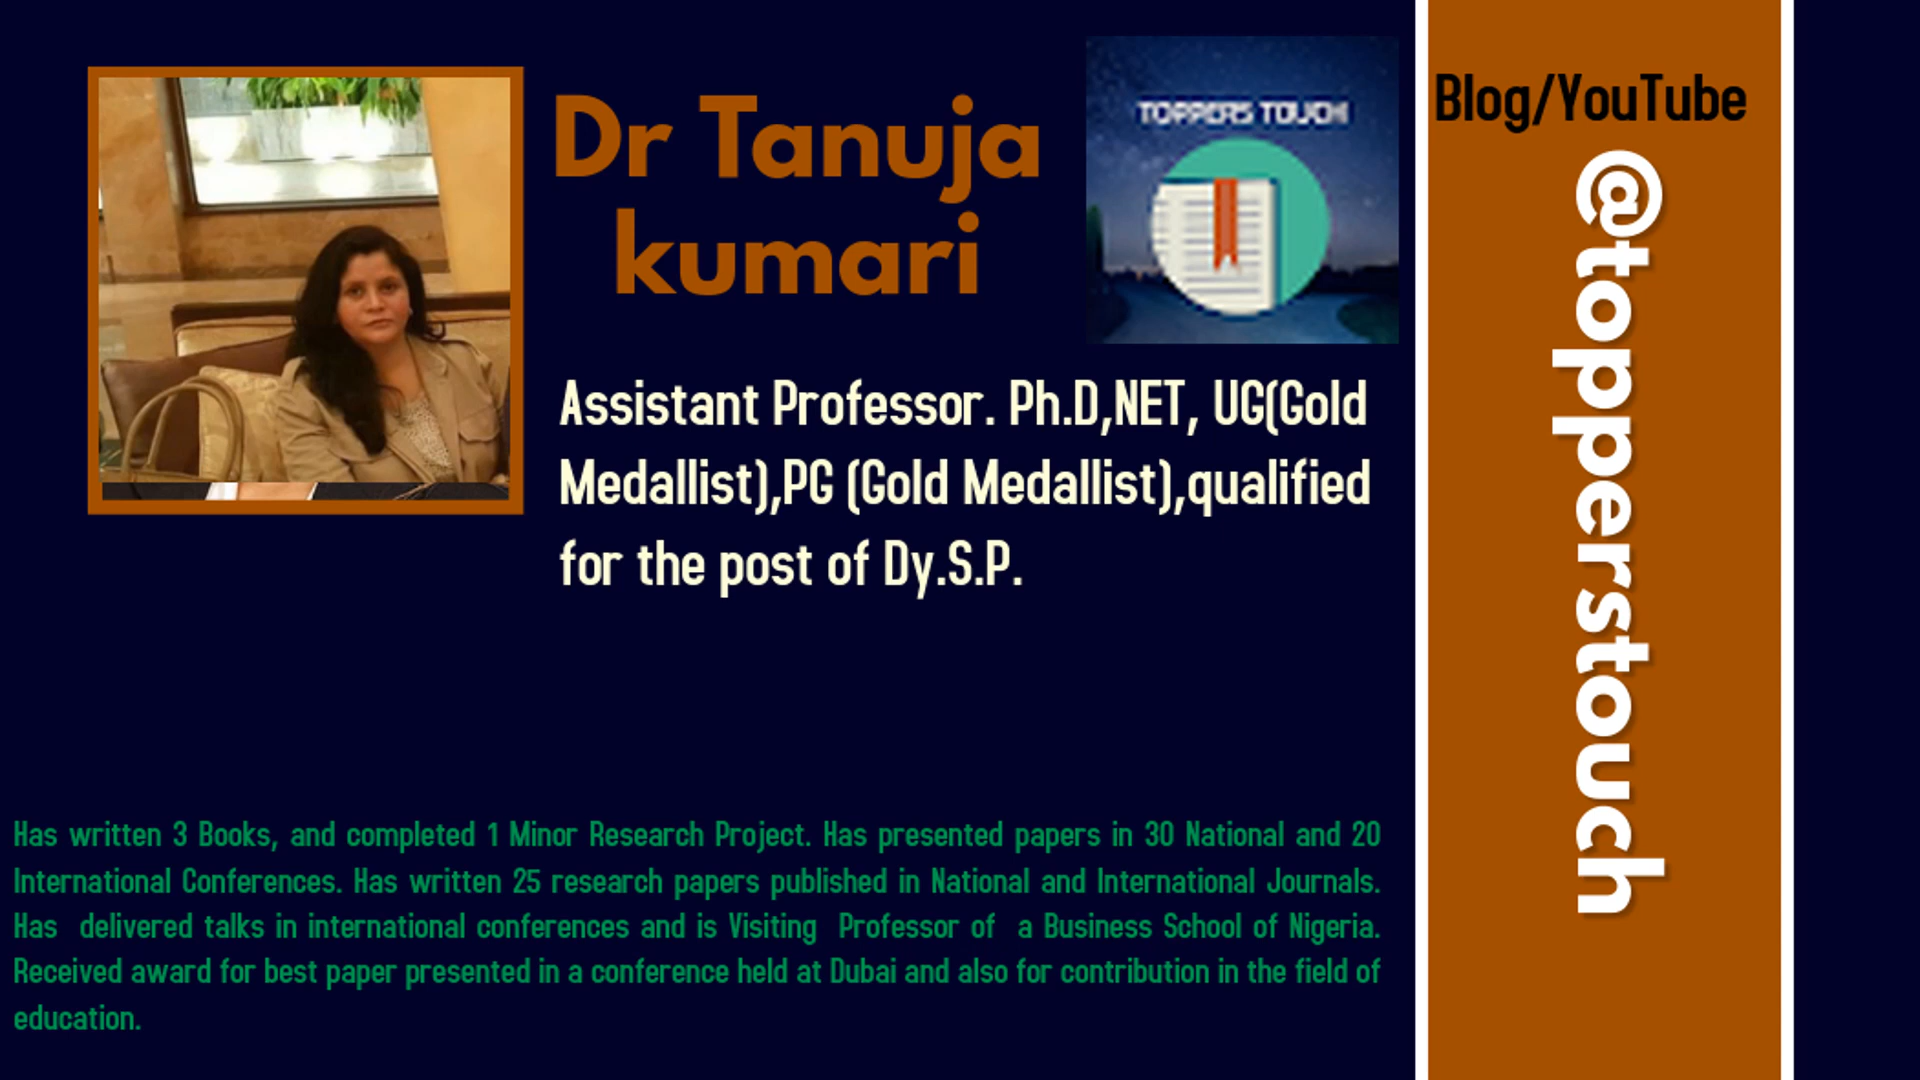 Dr Tanuja
kumari
TOPPERS TOUCH
Blog/YouTube
@topperstouch
Assistant Professor. Ph.D,NET, UG(Gold
Medallist),PG (Gold Medallist),qualified
for the post of Dy.S.P.
Has written 3 Books, and completed 1 Minor Research Project. Has presented papers in 30 National and 20
International Conferences. Has written 25 research papers published in National and International Journals.
Has delivered talks in international conferences and is Visiting Professor of a Business School of Nigeria.
Received award for best paper presented in a conference held at Dubai and also for contribution in the field of
education.